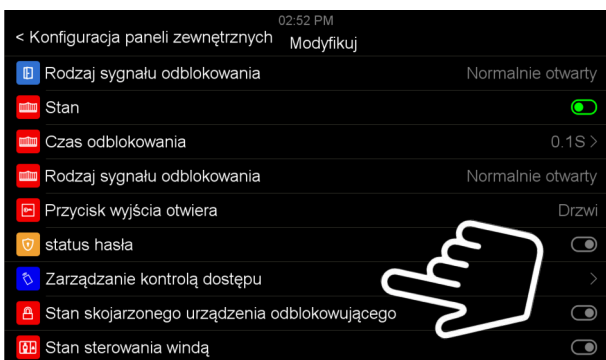 02:52 PM
< Konfiguracja paneli zewnętrznych Modyfikuj
Rodzaj sygnału odblokowania Normalnie otwarty
Stan
Czas odblokowania 0.1S >
Rodzaj sygnału odblokowania Normalnie otwarty
Przycisk wyjścia otwiera Drzwi
status hasła
Zarządzanie kontrolą dostępu >
Stan skojarzonego urządzenia odblokowującego
Stan sterowania windą